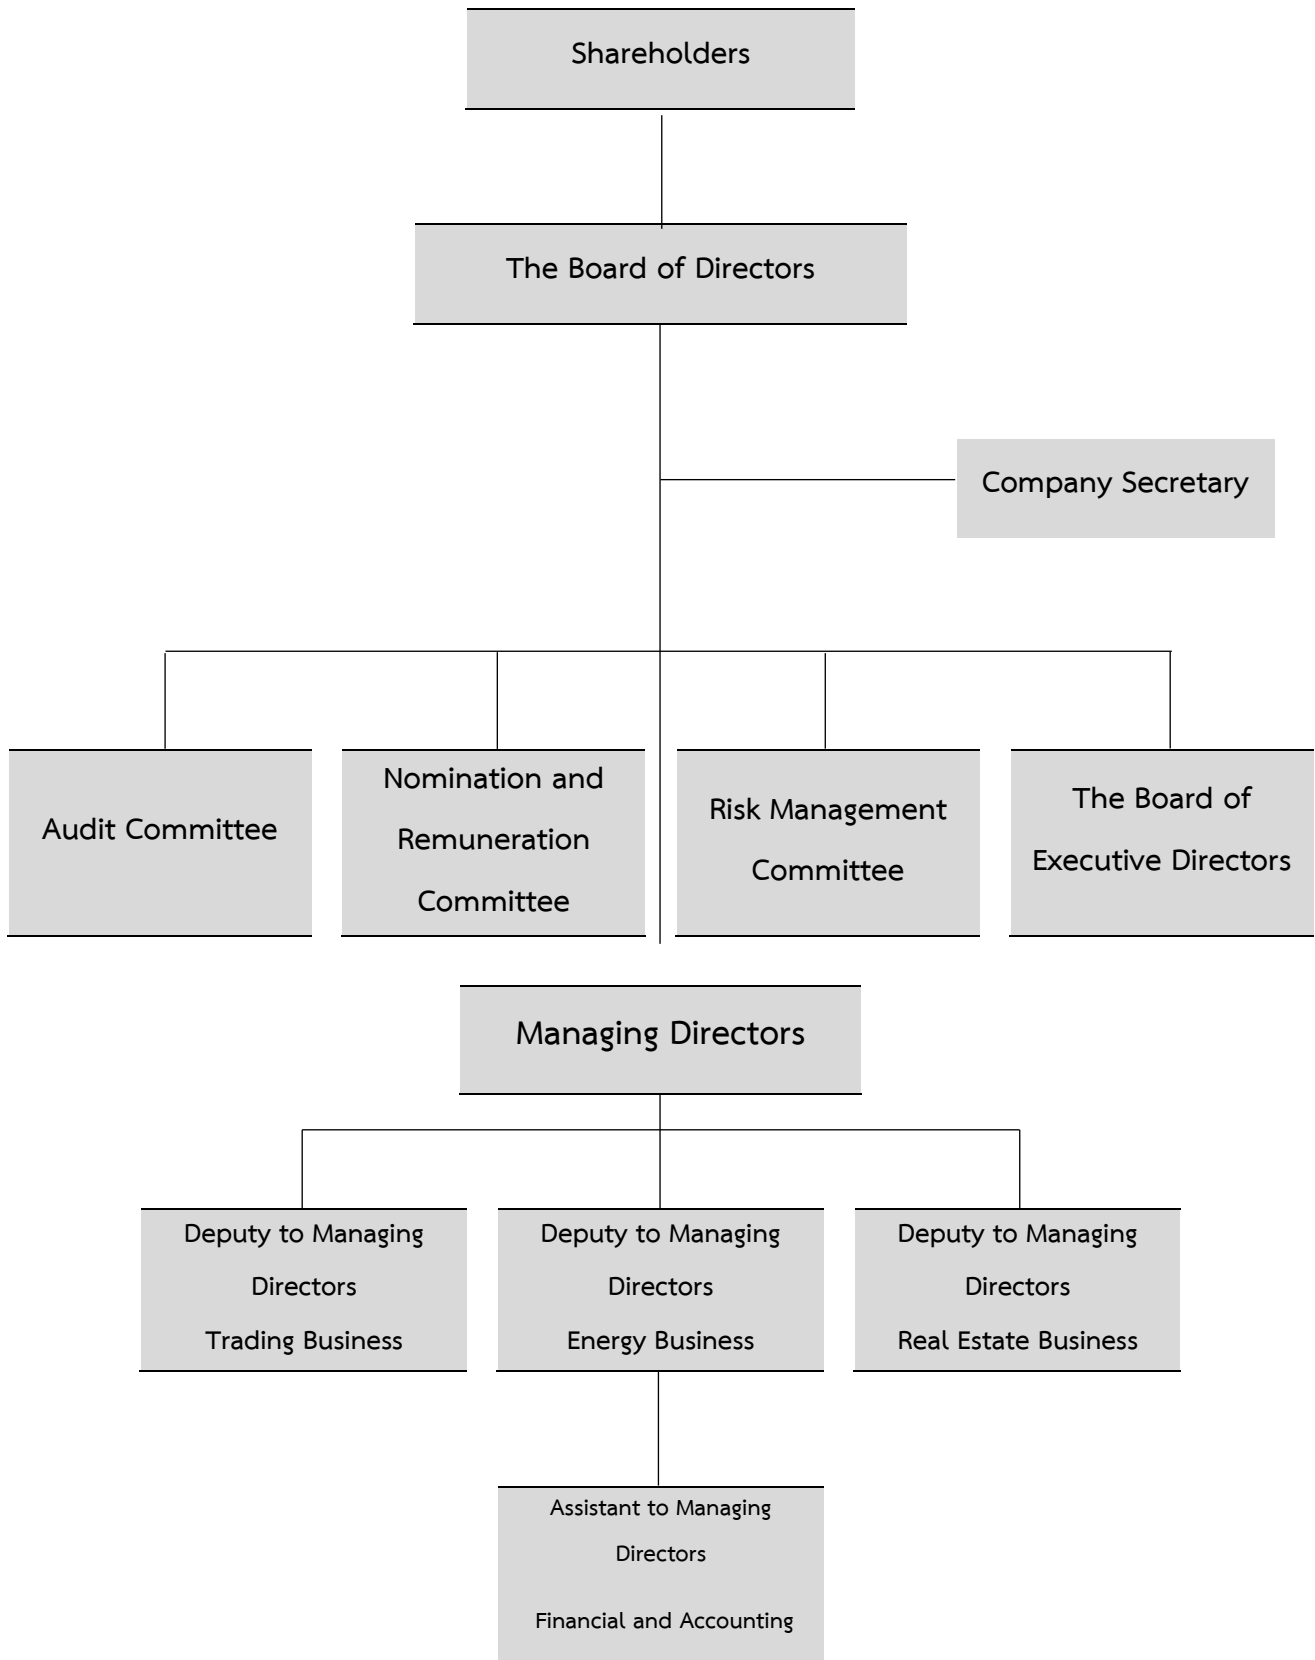 Shareholders
The Board of Directors
Company Secretary
Audit Committee
Nomination and
Remuneration
Committee
Risk Management
Committee
The Board of
Executive Directors
Managing Directors
Deputy to Managing
Directors
Trading Business
Deputy to Managing
Directors
Energy Business
Deputy to Managing
Directors
Real Estate Business
Assistant to Managing
Directors
Financial and Accounting